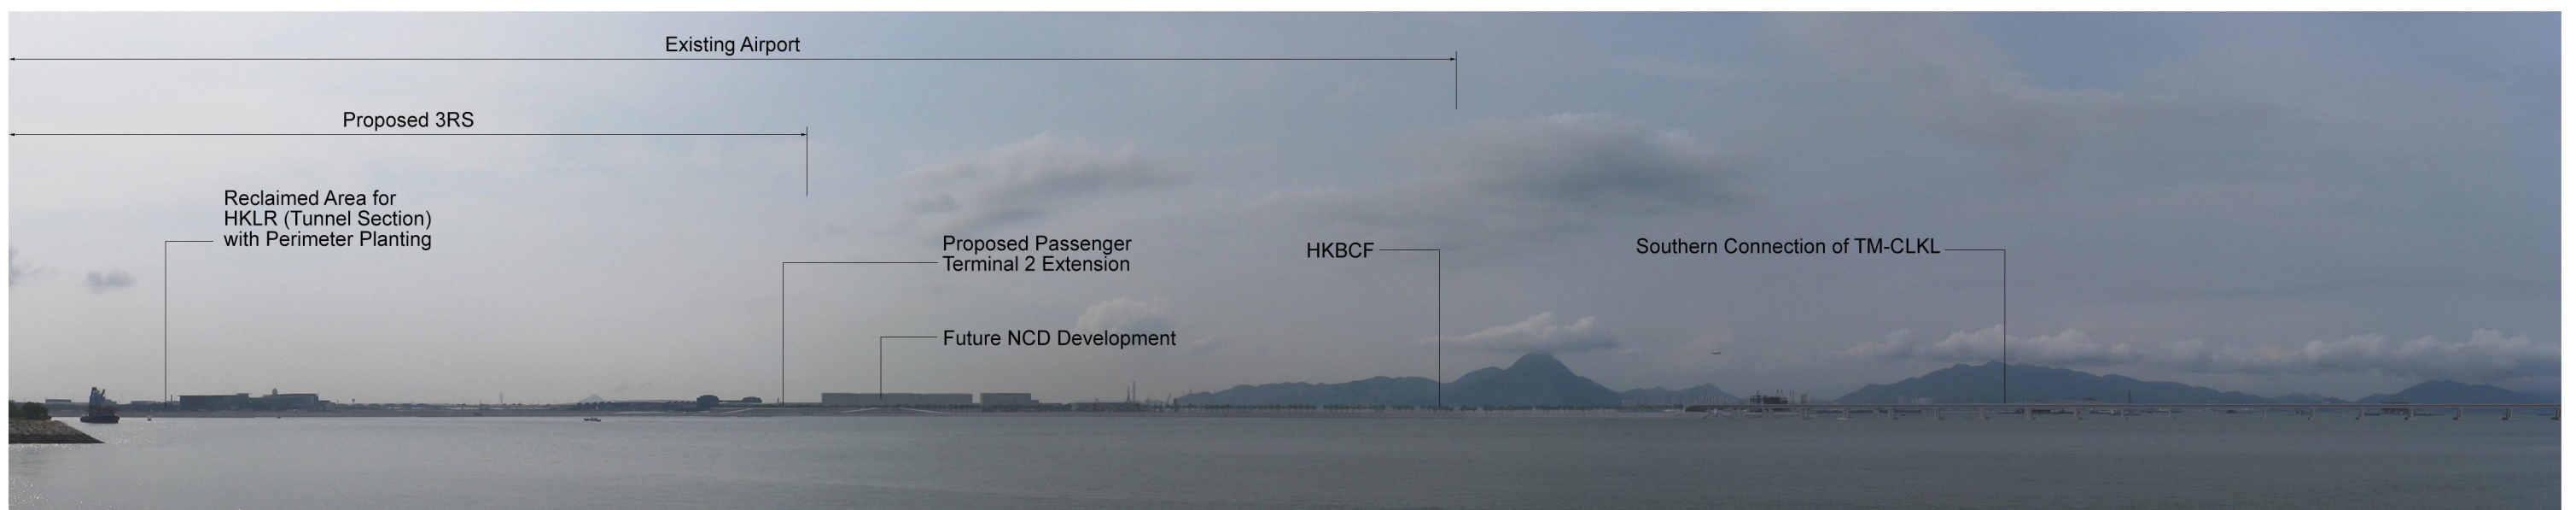 Existing Airport
Proposed 3RS
Reclaimed Area for
HKLR (Tunnel Section)
with Perimeter Planting
Proposed Passenger
Terminal 2 Extension
Future NCD Development
HKBCF
Southern Connection of TM-CLKL